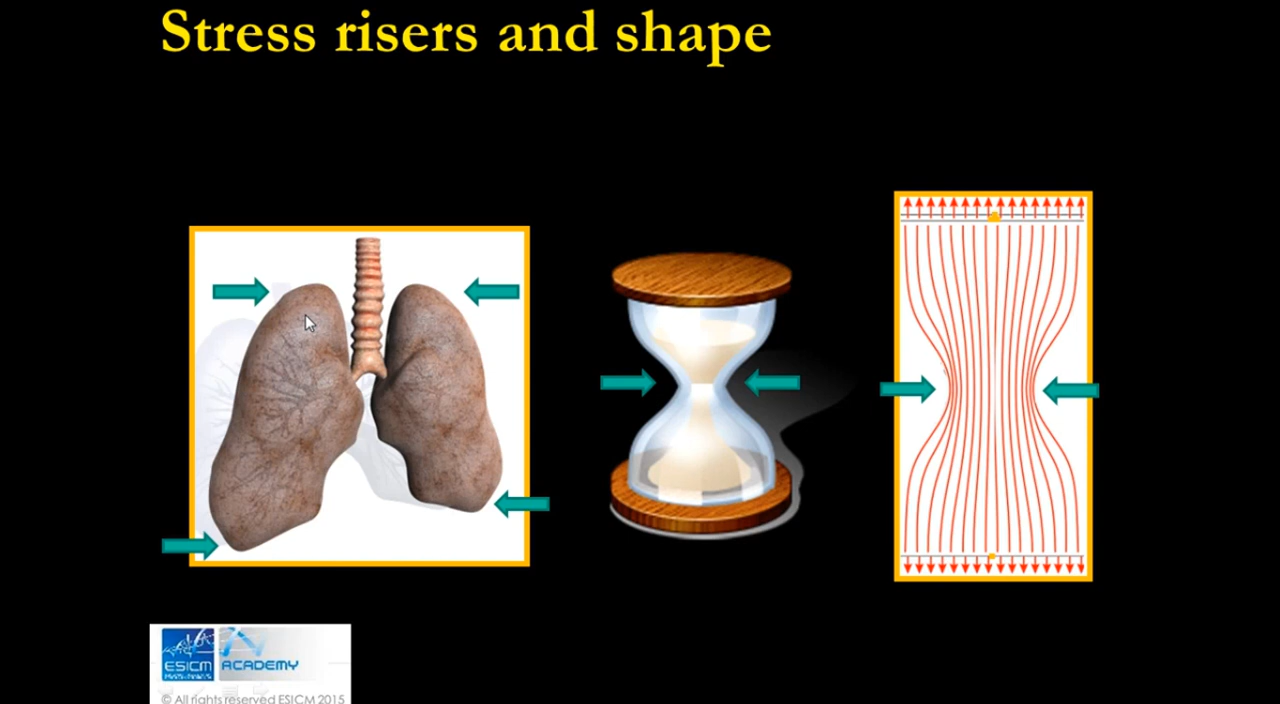 Stress risers and shape
ESICM
ACADEMY
© All rights reserved ESICM 2015